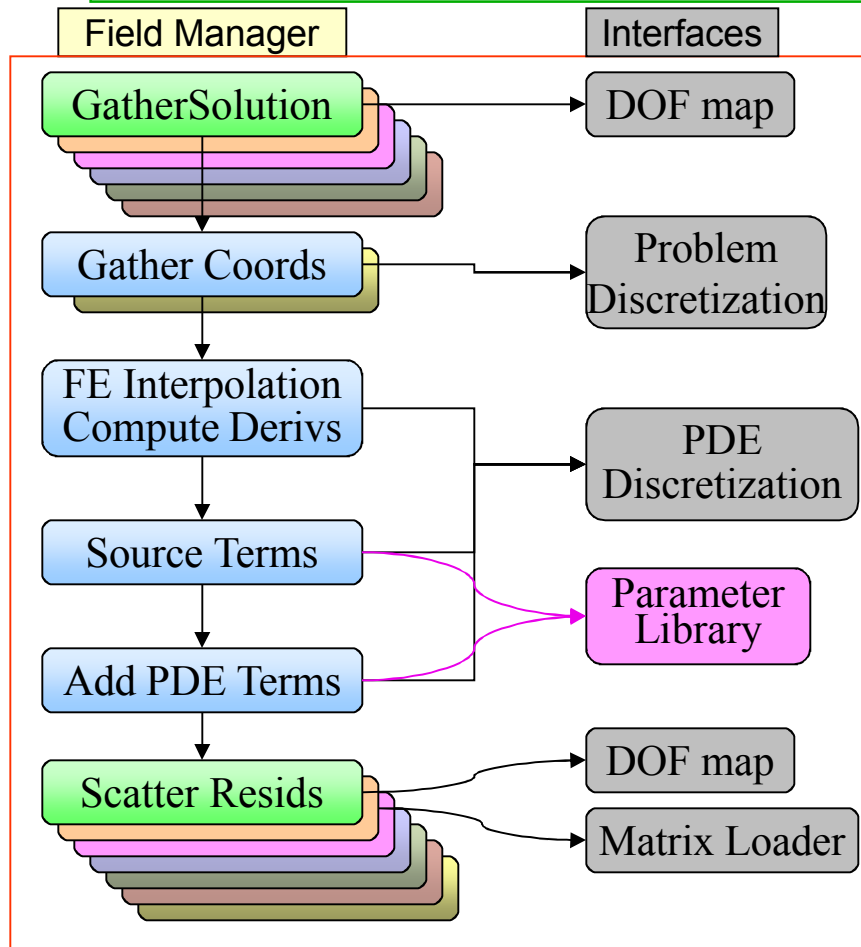 Field Manager
Interfaces
GatherSolution
DOF map
Gather Coords
Problem
Discretization
FE Interpolation
Compute Derivs
PDE
Discretization
Source Terms
Parameter
Library
Add PDE Terms
DOF map
Scatter Resids
Matrix Loader